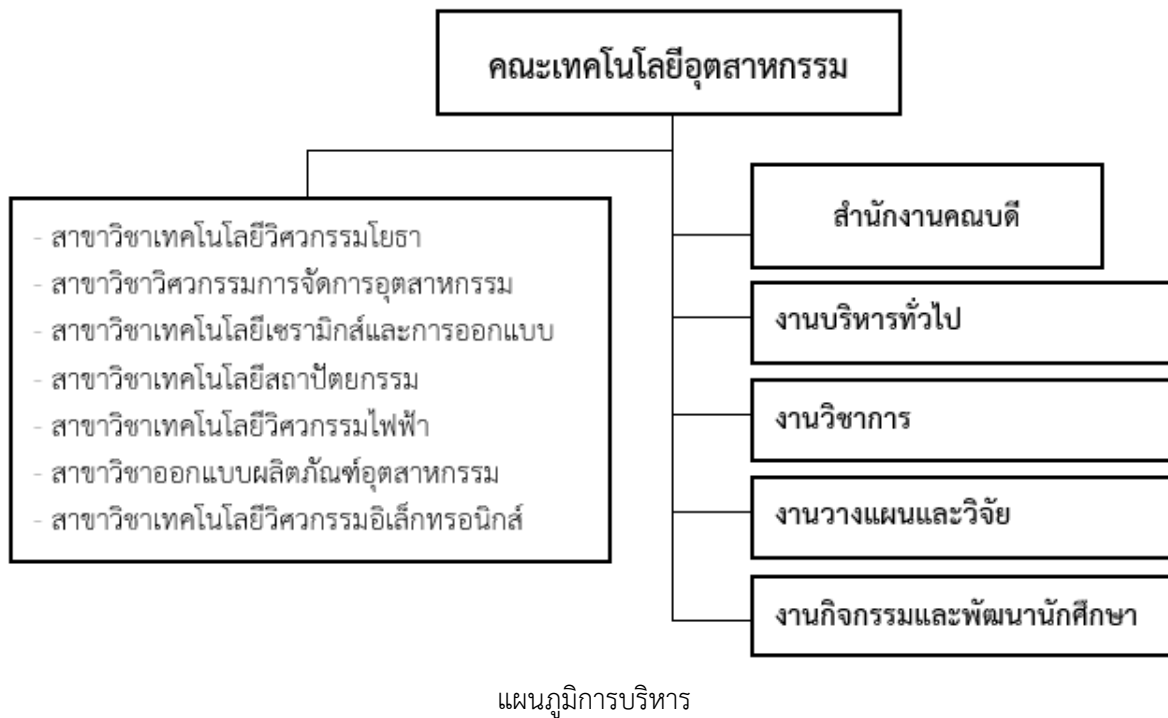 คณะเทคโนโลยีอุตสาหกรรม
- สาขาวิชาเทคโนโลยีวิศวกรรมโยธา
- สาขาวิชาวิศวกรรมการจัดการอุตสาหกรรม
- สาขาวิชาเทคโนโลยีเซรามิกส์และการออกแบบ
- สาขาวิชาเทคโนโลยีสถาปัตยกรรม
- สาขาวิชาเทคโนโลยีวิศวกรรมไฟฟ้า
- สาขาวิชาออกแบบผลิตภัณฑ์อุตสาหกรรม
- สาขาวิชาเทคโนโลยีวิศวกรรมอิเล็กทรอนิกส์
สำนักงานคณบดี
งานบริหารทั่วไป
งานวิชาการ
งานวางแผนและวิจัย
งานกิจกรรมและพัฒนานักศึกษา
แผนภูมิการบริหาร